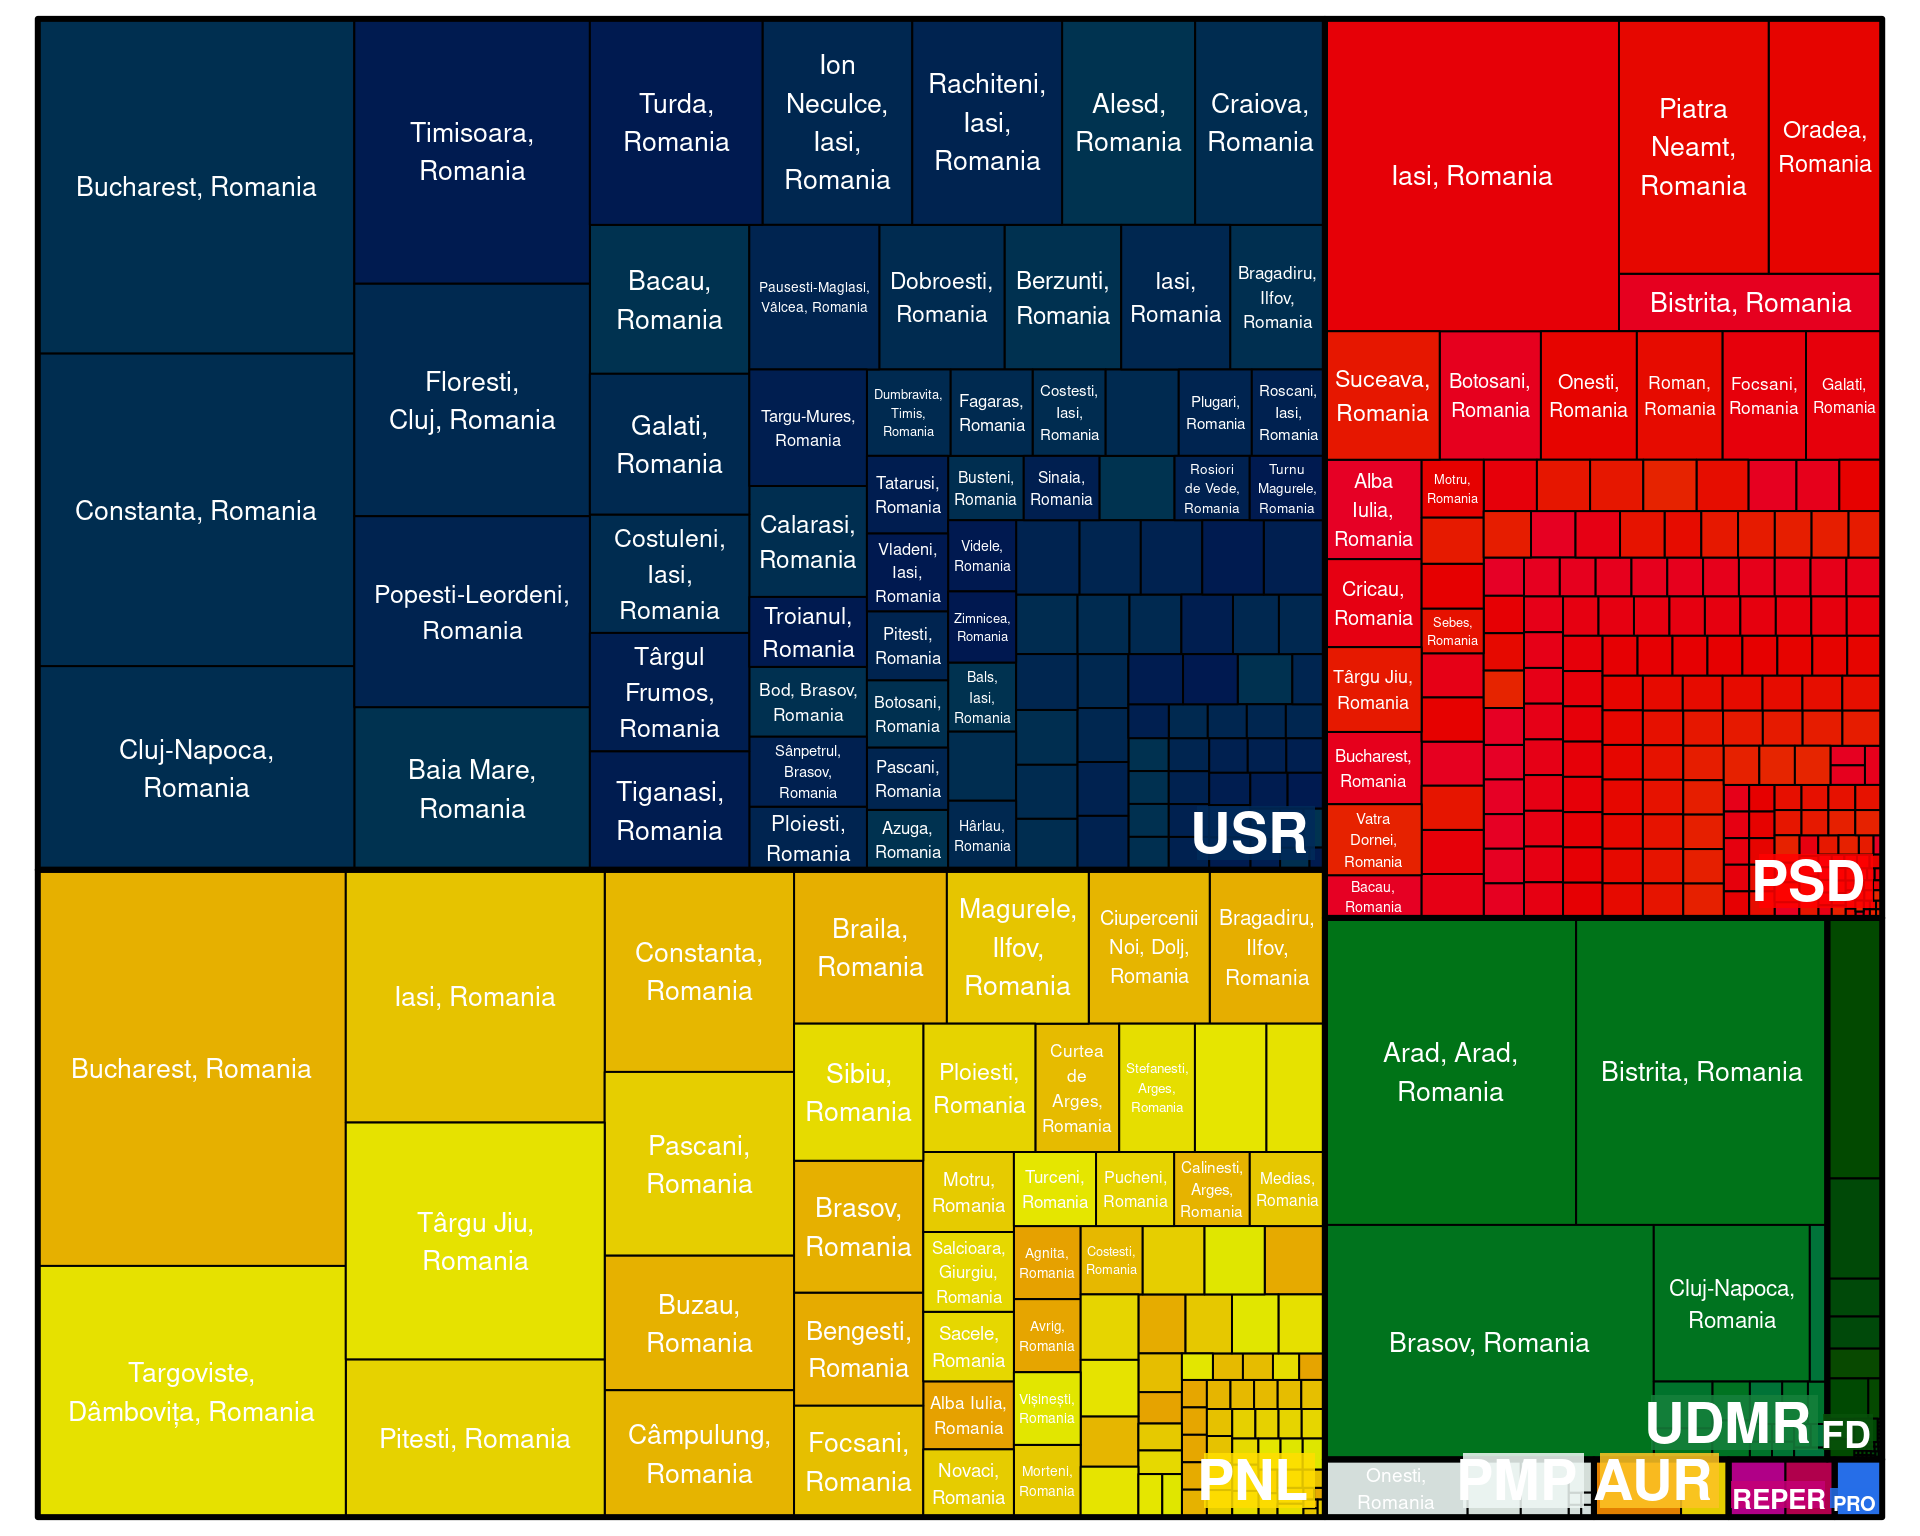 Bucharest, Romania
Constanta, Romania
Cluj-Napoca,
Romania
Timisoara,
Romania
Floresti,
Cluj, Romania
Popesti-Leordeni,
Romania
Baia Mare,
Romania
Turda,
Romania
Ion
Neculce,
Iasi,
Romania
Rachiteni,
Iasi,
Romania
Alesd,
Romania
Craiova,
Romania
Bacau,
Romania
Galati,
Romania
Costuleni,
Iasi,
Romania
Târgul
Frumos,
Romania
Tiganasi,
Romania
Pausesti-Maglasi,
Vâlcea, Romania
Dobroesti,
Romania
Berzunti,
Romania
Iasi,
Romania
Bragadiru,
Ilfov,
Romania
Targu-Mures,
Romania
Calarasi,
Romania
Troianul,
Romania
Bod, Brasov,
Romania
Sânpetrul,
Brasov,
Romania
Ploiesti,
Romania
Dumbravita,
Timis,
Romania
Fagaras,
Romania
Costesti,
Iasi,
Romania
Plugari,
Romania
Roscani,
Iasi,
Romania
Tatarusi,
Romania
Vladeni,
Iasi,
Romania
Pitesti,
Romania
Botosani,
Romania
Pascani,
Romania
Azuga,
Romania
Busteni,
Romania
Sinaia,
Romania
Rosiori
de Vede,
Romania
Turnu
Magurele,
Romania
Videle,
Romania
Zimnicea,
Romania
Bals,
Iasi,
Romania
Hârlau,
Romania
USR
Iasi, Romania
Piatra
Neamt,
Romania
Oradea,
Romania
Bistrita, Romania
Suceava,
Romania
Botosani,
Romania
Onesti,
Romania
Roman,
Romania
Focsani,
Romania
Galati,
Romania
Alba
Iulia,
Romania
Cricau,
Romania
Târgu Jiu,
Romania
Bucharest,
Romania
Vatra
Dornei,
Romania
Bacau,
Romania
Motru,
Romania
Sebes,
Romania
PSD
Bucharest, Romania
Targoviste,
Dâmbovița, Romania
Iasi, Romania
Târgu Jiu,
Romania
Pitesti, Romania
Constanta,
Romania
Pascani,
Romania
Buzau,
Romania
Câmpulung,
Romania
Braila,
Romania
Magurele,
Ilfov,
Romania
Ciupercenii
Noi, Dolj,
Romania
Bragadiru,
Ilfov,
Romania
Sibiu,
Romania
Brasov,
Romania
Bengesti,
Romania
Focsani,
Romania
Ploiesti,
Romania
Curtea
de
Arges,
Romania
Stefanesti,
Arges,
Romania
Motru,
Romania
Salcioara,
Giurgiu,
Romania
Sacele,
Romania
Alba Iulia,
Romania
Novaci,
Romania
Turceni,
Romania
Pucheni,
Romania
Calinesti,
Arges,
Romania
Medias,
Romania
Agnita,
Romania
Costesti,
Romania
Avrig,
Romania
Vișinești,
Romania
Morteni,
Romania
PNL
Arad, Arad,
Romania
Bistrita, Romania
Brasov, Romania
Cluj-Napoca,
Romania
UDMR
FD
Onesti,
Romania
PMP
AUR
REPER
PRO